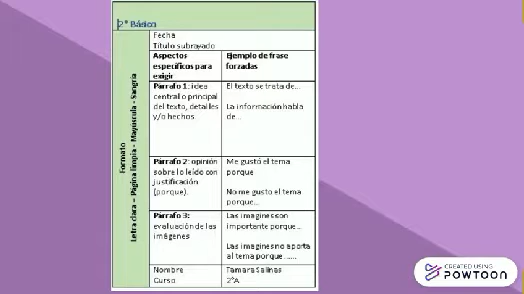 2° Básico
Fecha
Título subrayado
Aspectos
específicos para
exigir
Ejemplo de frase
forzadas
Párrafo 1: idea
central o principal
del texto, detalles
y/o hechos
El texto se trata de...
La información habla
de...
Párrafo 2: opinión
sobre lo leído con
justificación
(porque).
Me gustó el tema
porque
No me gusto el tema
porque...
Párrafo 3:
evaluación de las
imágenes
Las imagines son
importante porque...
Las imagines no aporta
al tema porque......
Nombre
Curso
Tamara Salinas
2°A
Formato
Letra clara – Página limpia - Mayúscula - Sangría
CREATED USING
POWTOON